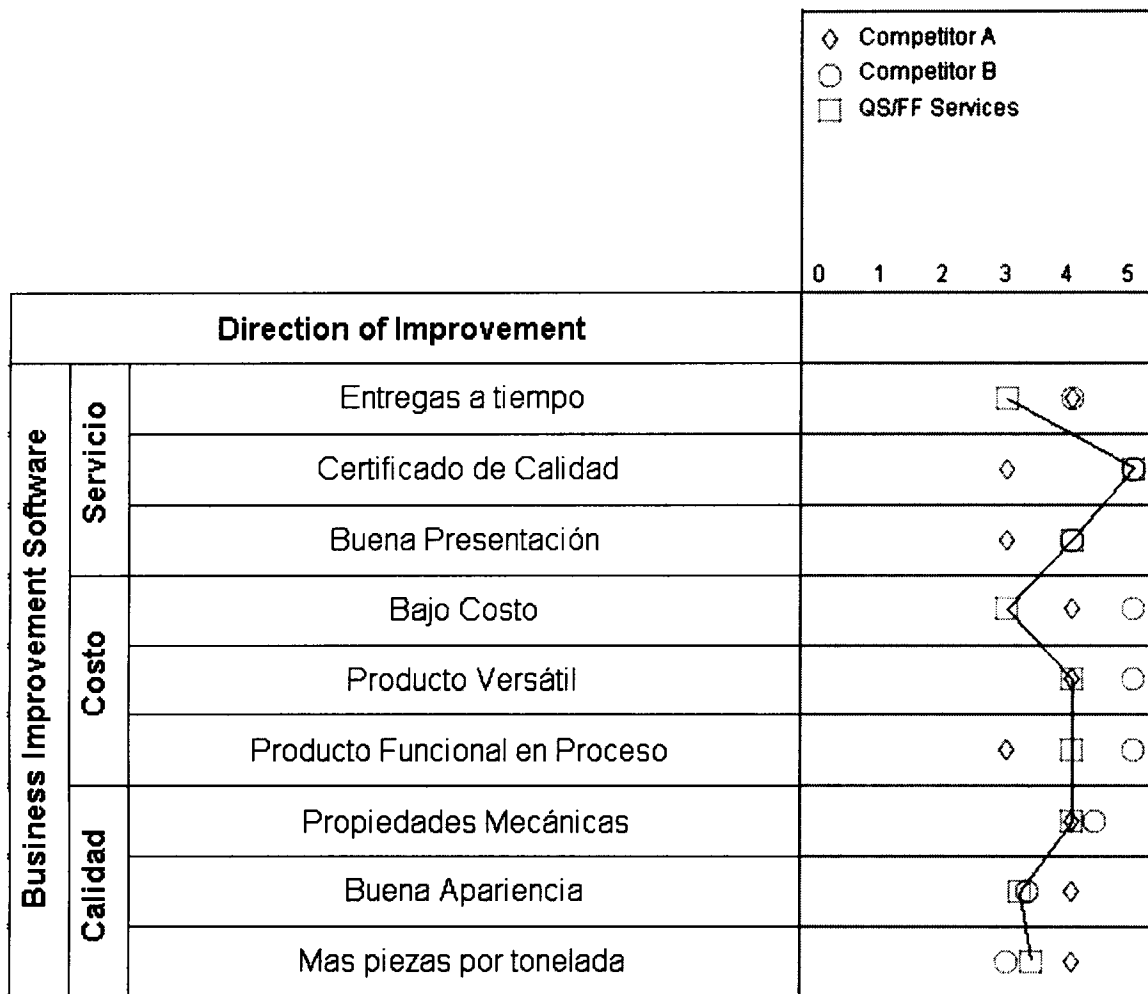 Competitor A
Competitor B
QS/FF Services
0 1 2 3 4 5
Direction of Improvement
Business Improvement Software
Servicio
Entregas a tiempo
Certificado de Calidad
Buena Presentación
Costo
Bajo Costo
Producto Versátil
Producto Funcional en Proceso
Calidad
Propiedades Mecánicas
Buena Apariencia
Mas piezas por tonelada